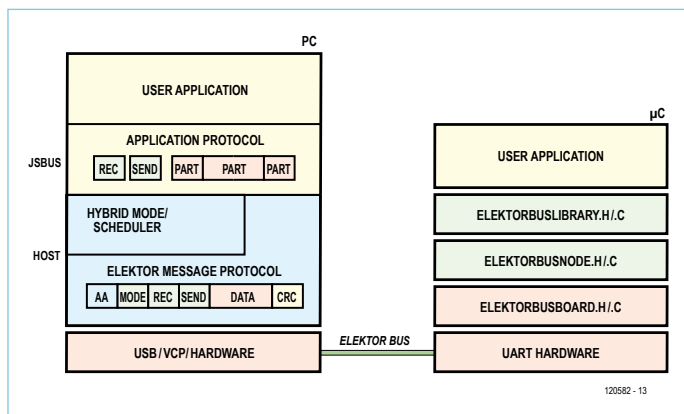 PC
USER APPLICATION
APPLICATION PROTOCOL
JSBUS
REC SEND PART PART PART
HYBRID MODE/
SCHEDULER
HOST
ELEKTOR MESSAGE PROTOCOL
AA MODE REC SEND DATA CRC
USB/VCP/HARDWARE
ELEKTOR BUS
µC
USER APPLICATION
ELEKTORBUSLIBRARY.H/.C
ELEKTORBUSNODE.H/.C
ELEKTORBUSBOARD.H/.C
UART HARDWARE
120582 - 13